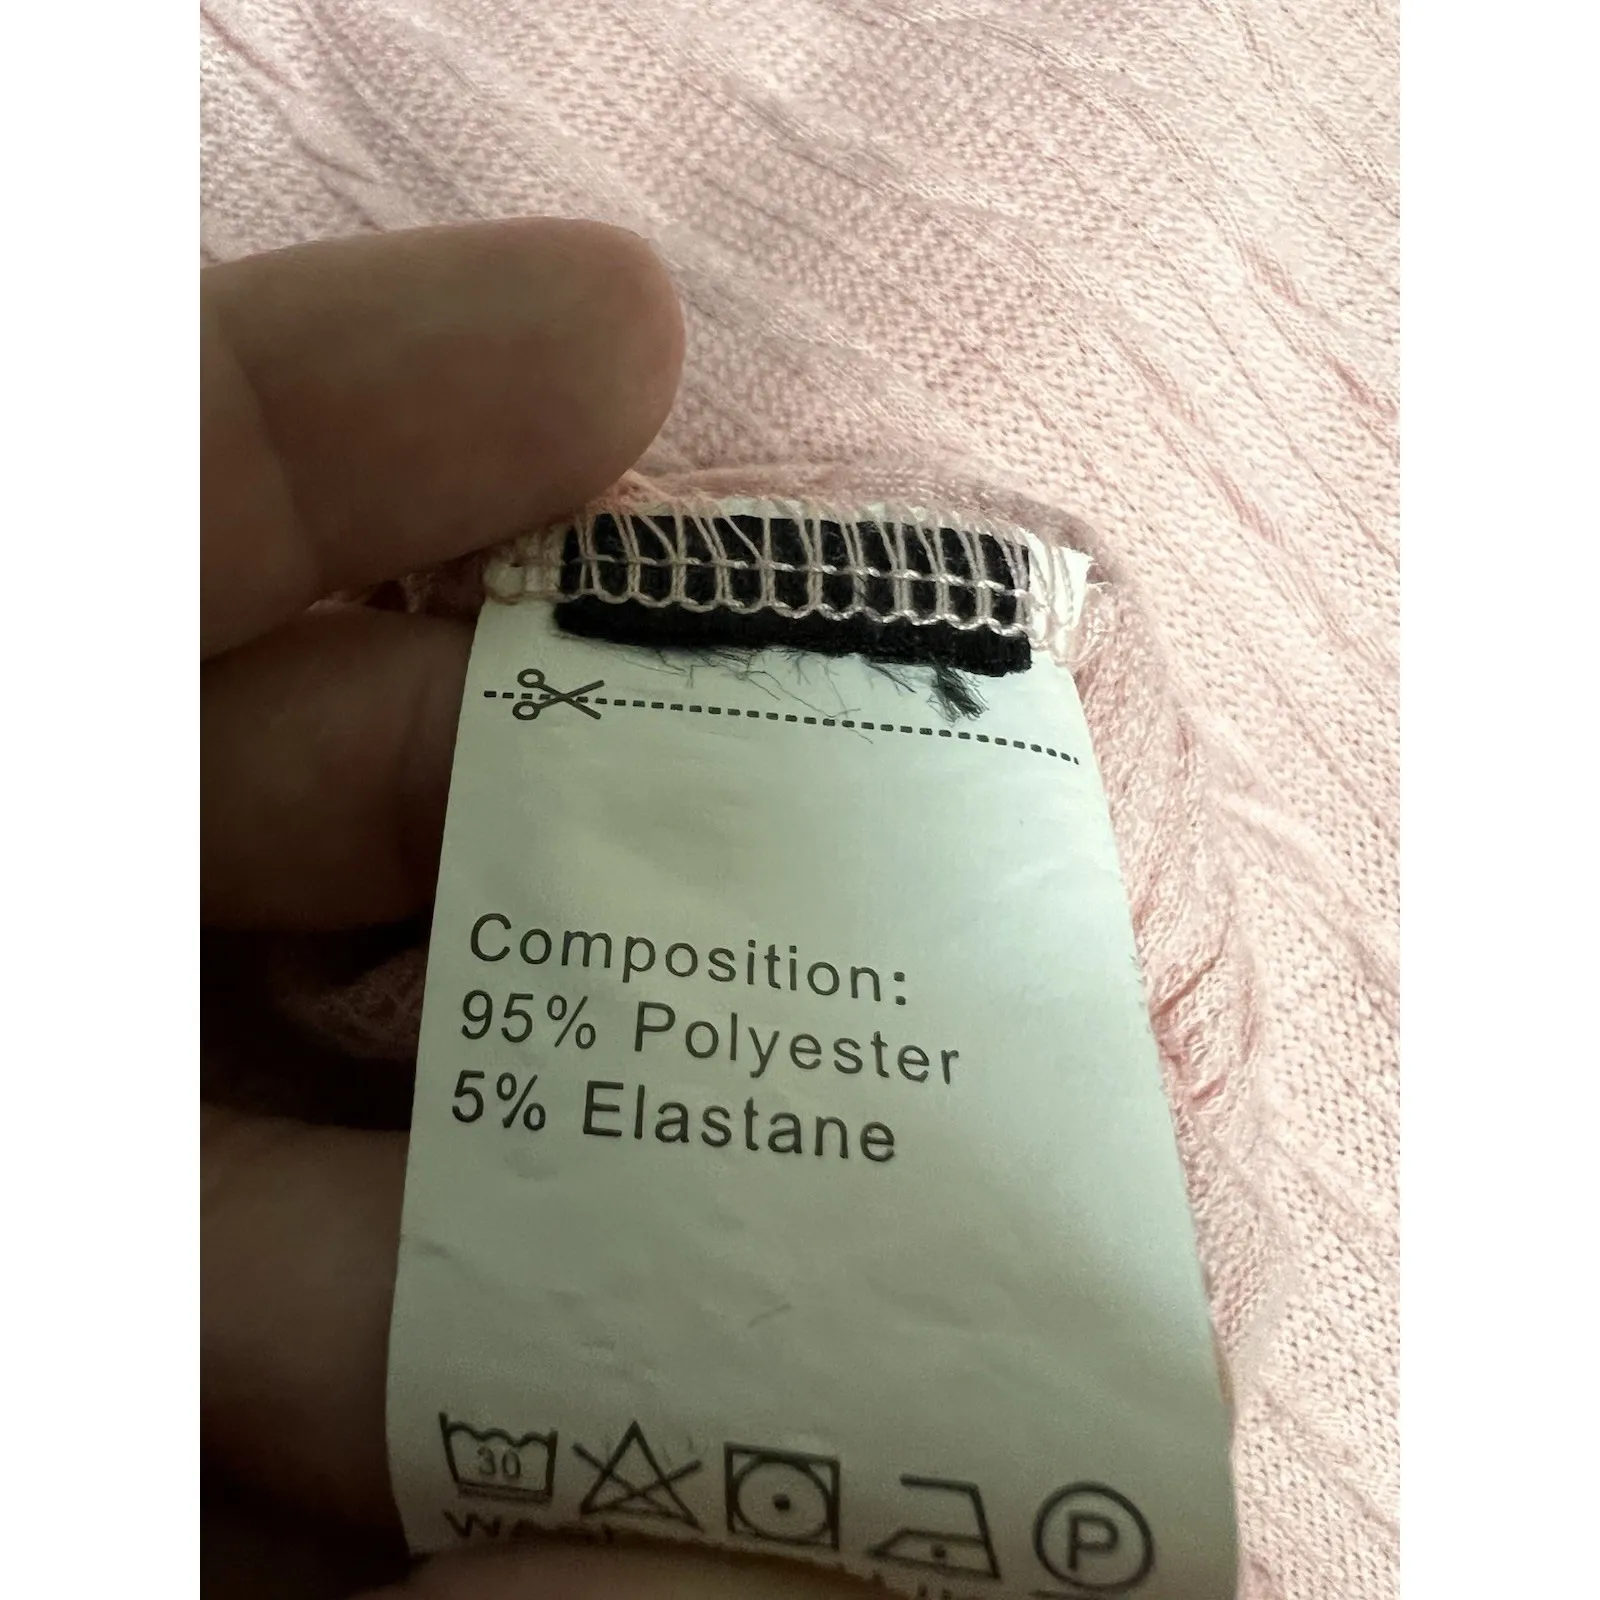 Composition:
95% Polyester
5% Elastane
30
P